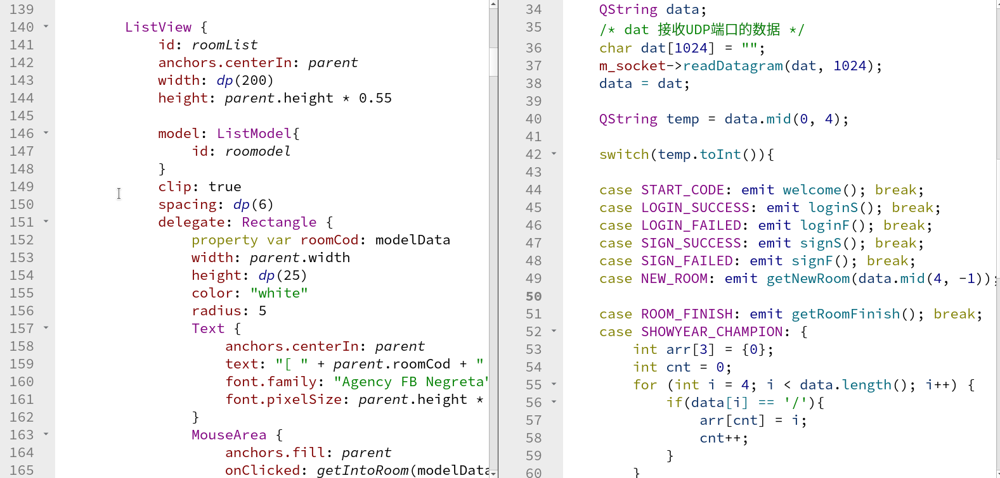 139
140 ListView {
141 id: roomList
142 anchors.centerIn: parent
143 width: dp(200)
144 height: parent.height * 0.55
145
146 model: ListModel{
147 id: roomodel
148 }
149 clip: true
150 spacing: dp(6)
151 delegate: Rectangle {
152 property var roomCod: modelData
153 width: parent.width
154 height: dp(25)
155 color: "white"
156 radius: 5
157 Text {
158 anchors.centerIn: parent
159 text: "[ " + parent.roomCod + "
160 font.family: "Agency FB Negreta"
161 font.pixelSize: parent.height *
162 }
163 MouseArea {
164 anchors.fill: parent
165 onClicked: getIntoRoom(modelData
34 QString data;
35 /* dat 接收UDP端口的数据 */
36 char dat[1024] = "";
37 m_socket->readDatagram(dat, 1024);
38 data = dat;
39
40 QString temp = data.mid(0, 4);
41
42 switch(temp.toInt()){
43
44 case START_CODE: emit welcome(); break;
45 case LOGIN_SUCCESS: emit loginS(); break;
46 case LOGIN_FAILED: emit loginF(); break;
47 case SIGN_SUCCESS: emit signS(); break;
48 case SIGN_FAILED: emit signF(); break;
49 case NEW_ROOM: emit getNewRoom(data.mid(4, -1));
50
51 case ROOM_FINISH: emit getRoomFinish(); break;
52 case SHOWYEAR_CHAMPION: {
53 int arr[3] = {0};
54 int cnt = 0;
55 for (int i = 4; i < data.length(); i++) {
56 if(data[i] == '/'){
57 arr[cnt] = i;
58 cnt++;
59 }
60 }